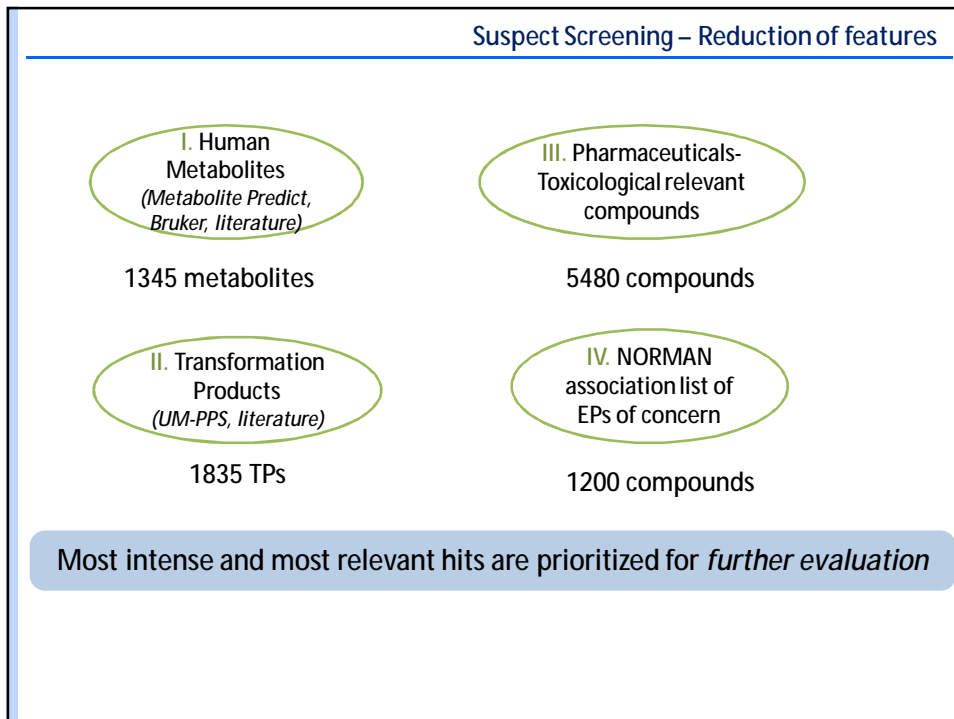 Suspect Screening – Reduction of features
I. Human
Metabolites
(Metabolite Predict,
Bruker, literature)
1345 metabolites
II. Transformation
Products
(UM-PPS, literature)
1835 TPs
III. Pharmaceuticals-
Toxicological relevant
compounds
5480 compounds
IV. NORMAN
association list of
EPs of concern
1200 compounds
Most intense and most relevant hits are prioritized for further evaluation